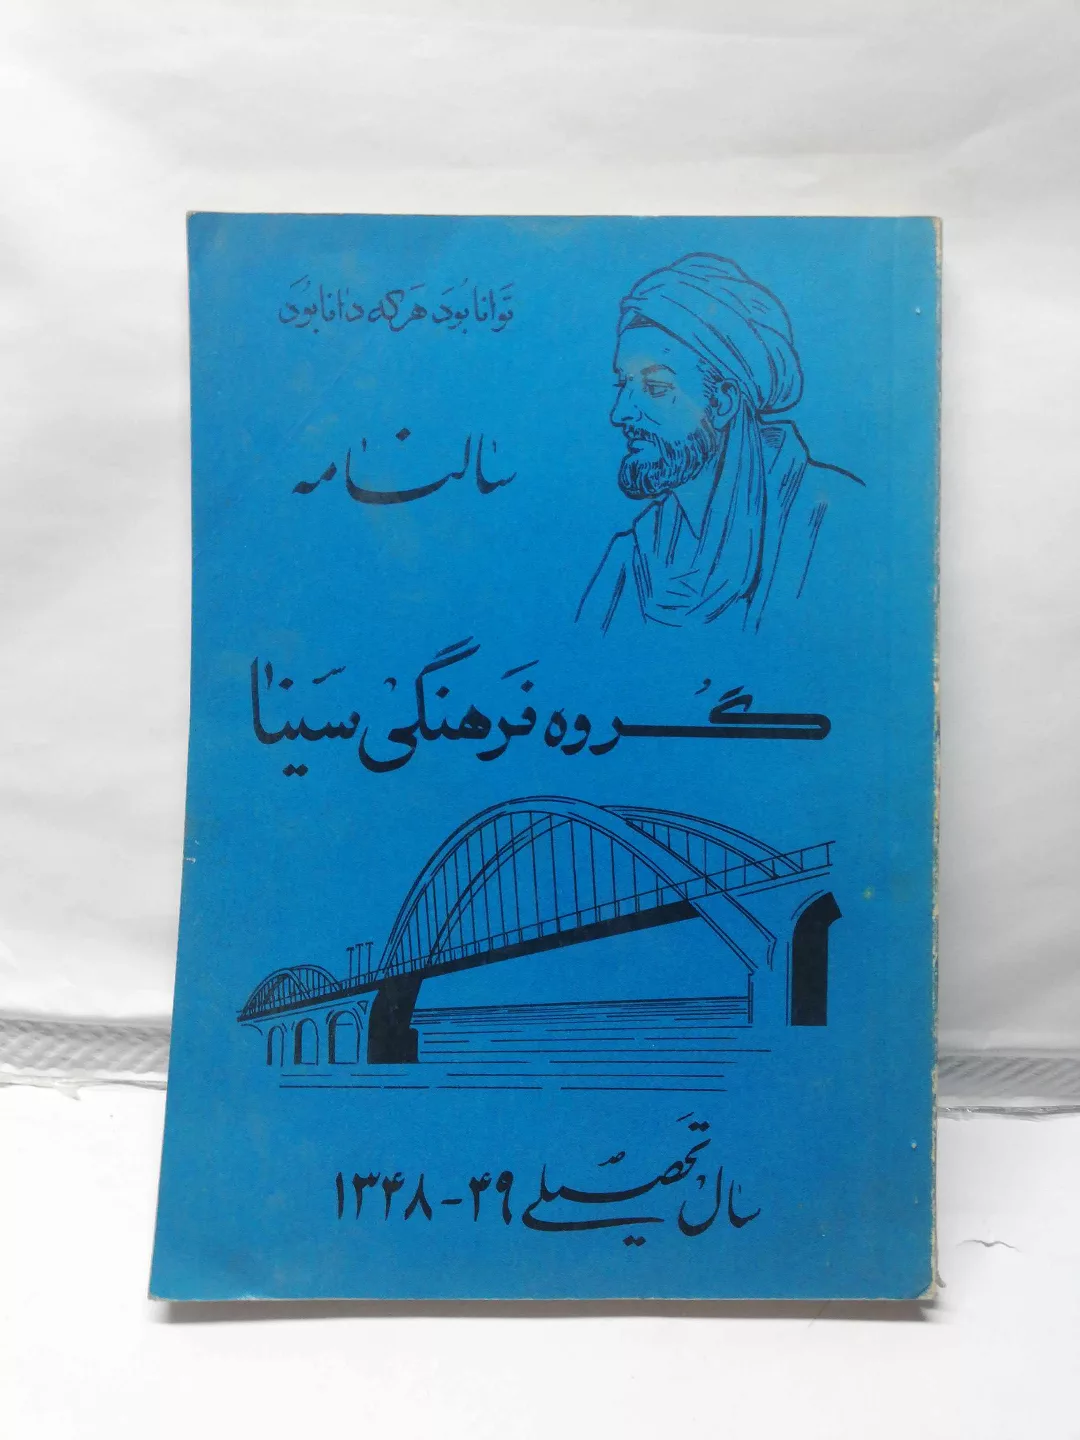 توانا بود هر که دانا بود
سالنامه
گروه فرهنگی سینا
سال تحصیلی ۴۹-۱۳۴۸